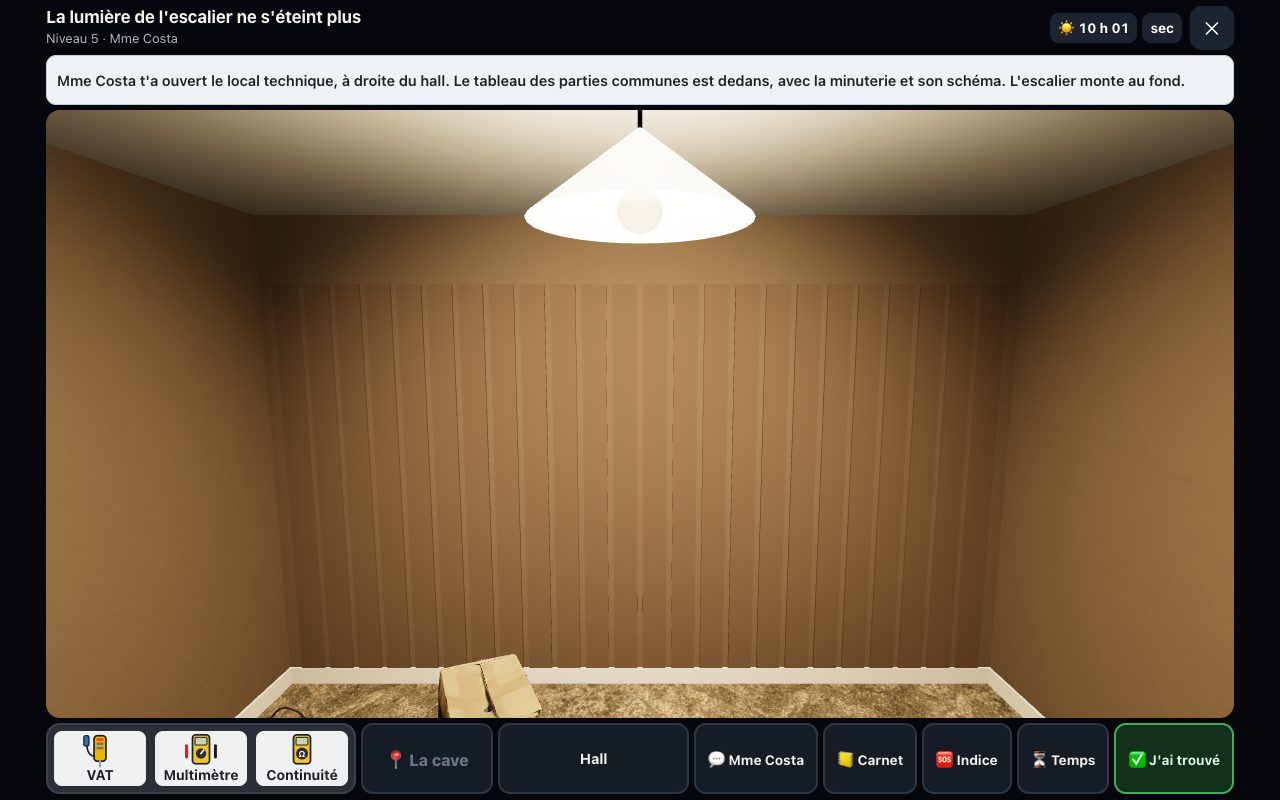 La lumière de l'escalier ne s'éteint plus
Niveau 5 · Mme Costa
☀️ 10 h 01
sec
Mme Costa t'a ouvert le local technique, à droite du hall. Le tableau des parties communes est dedans, avec la minuterie et son schéma. L'escalier monte au fond.
VAT
Multimètre
Continuité
La cave
Hall
Mme Costa
Carnet
SOS Indice
Temps
J'ai trouvé